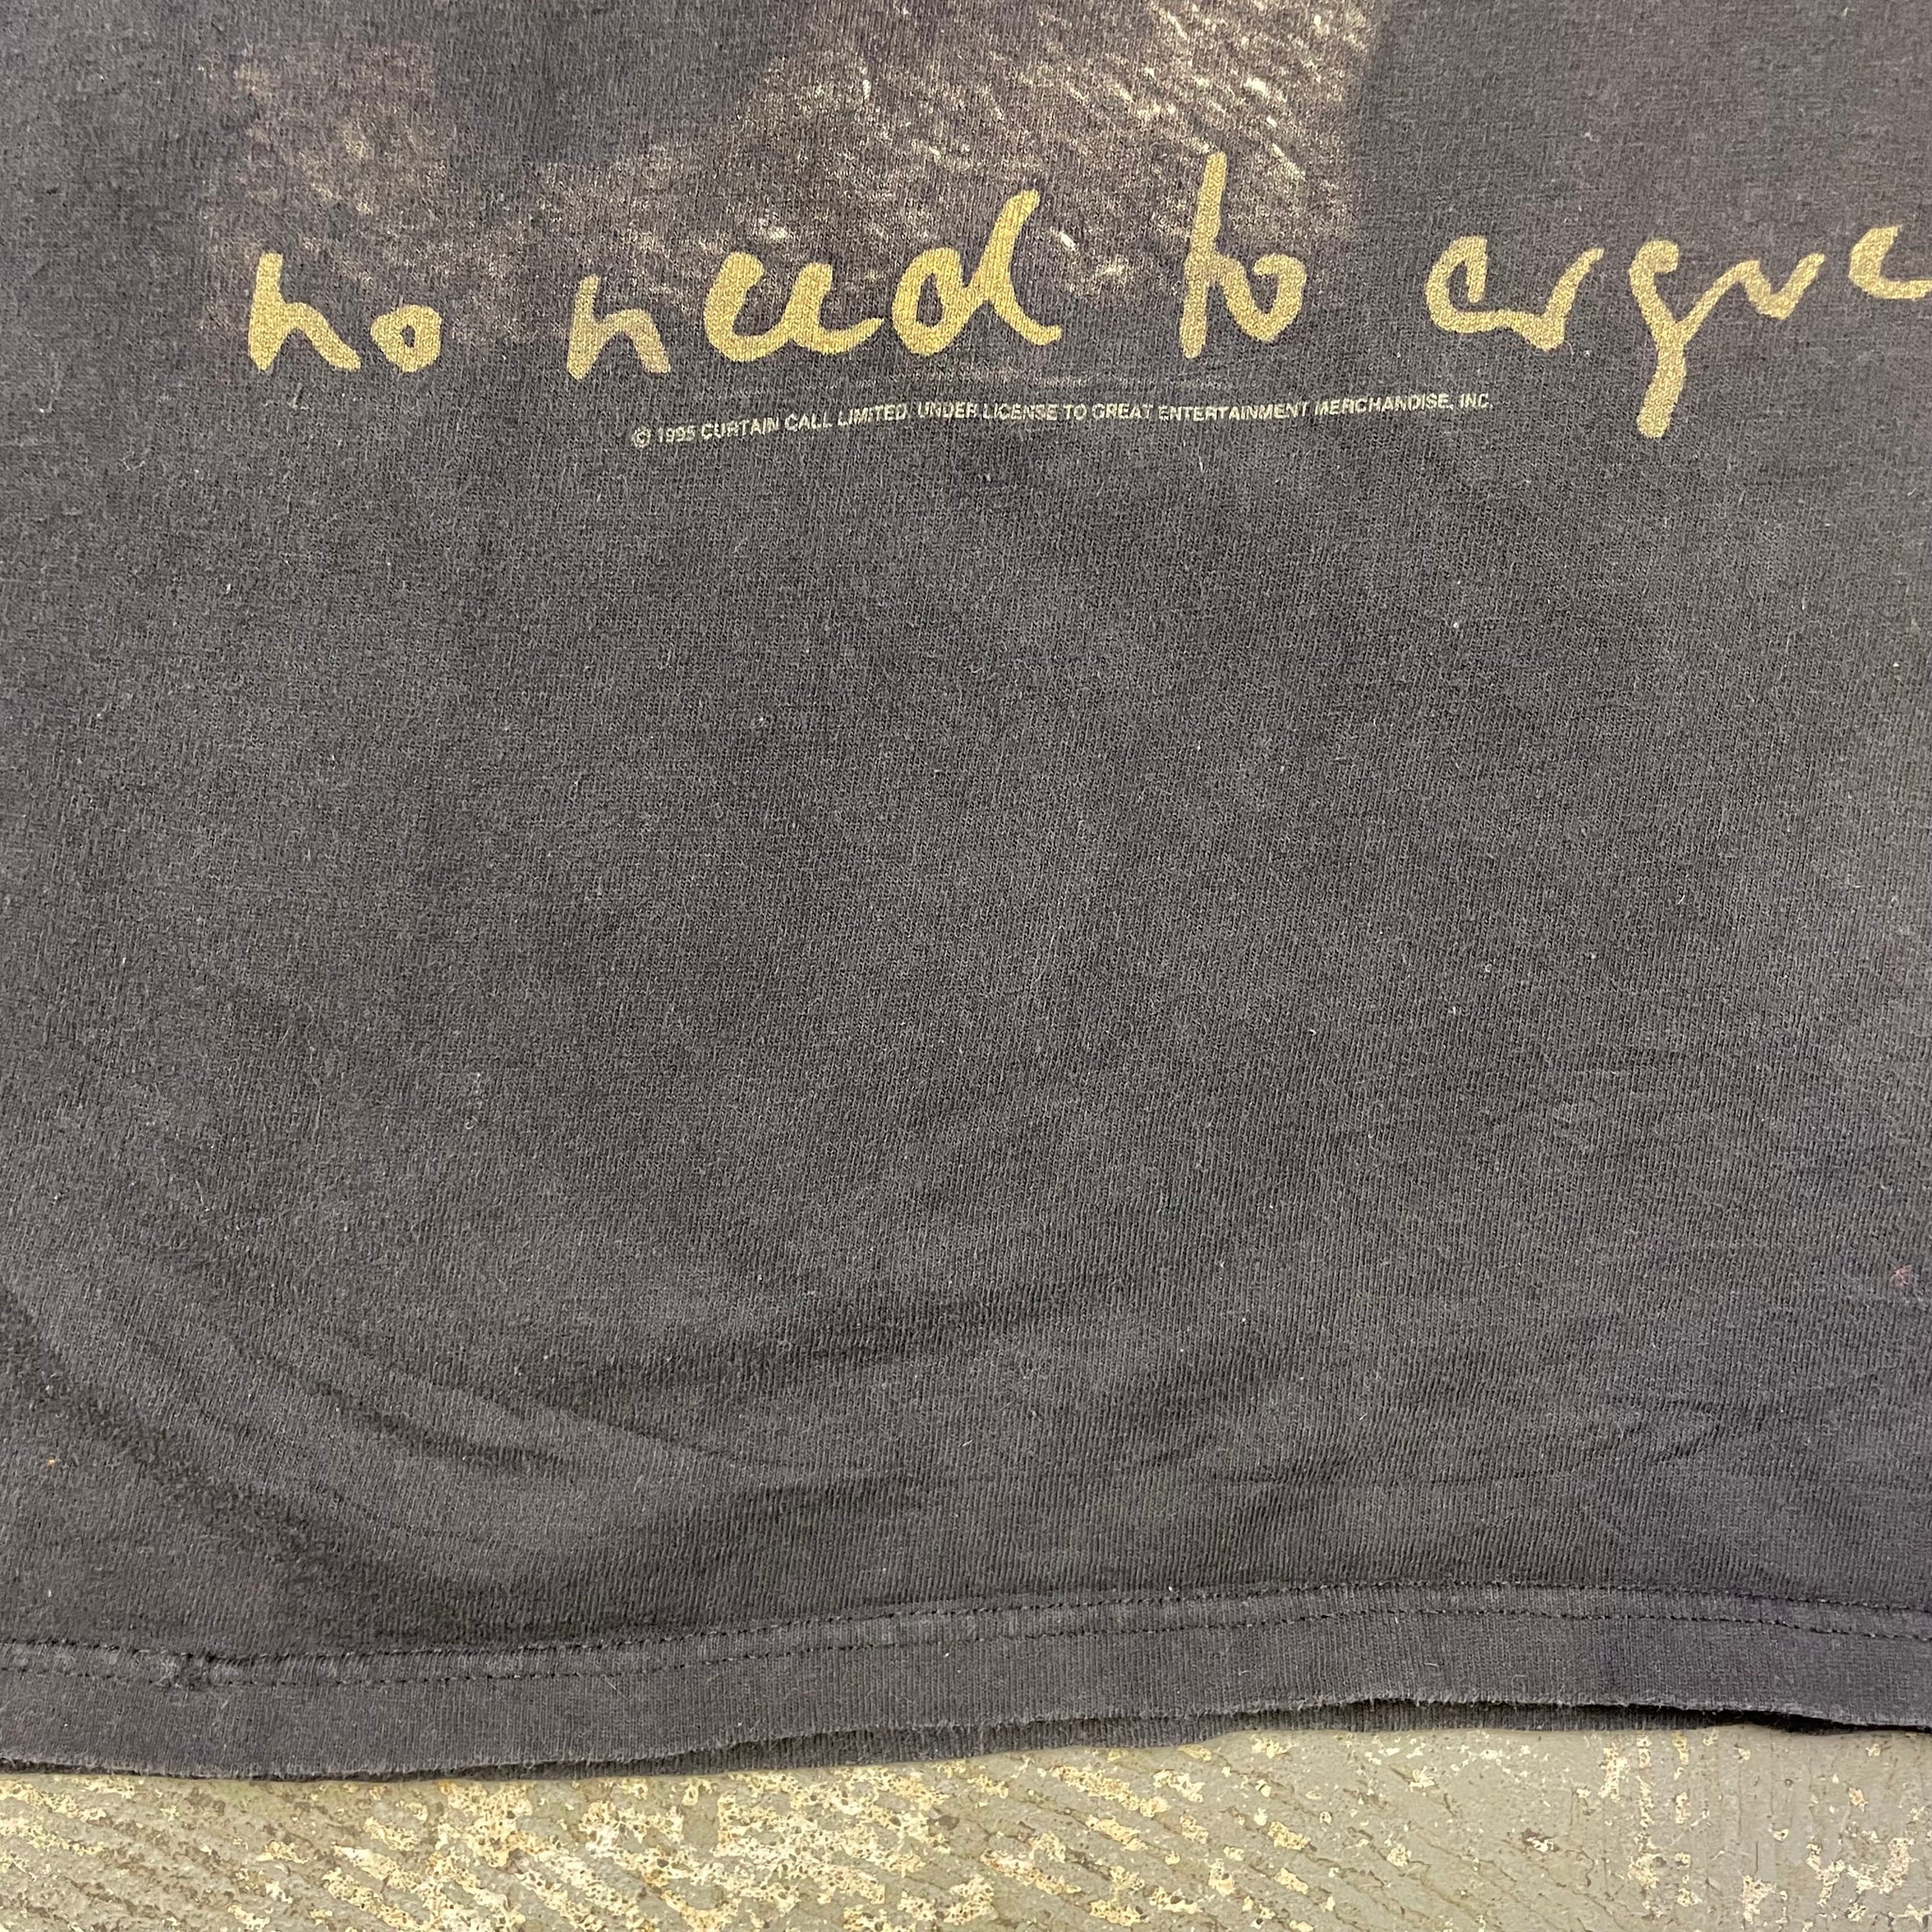 no need to argue
© 1995 CURTAIN CALL LIMITED. UNDER LICENSE TO GREAT ENTERTAINMENT MERCHANDISE, INC.